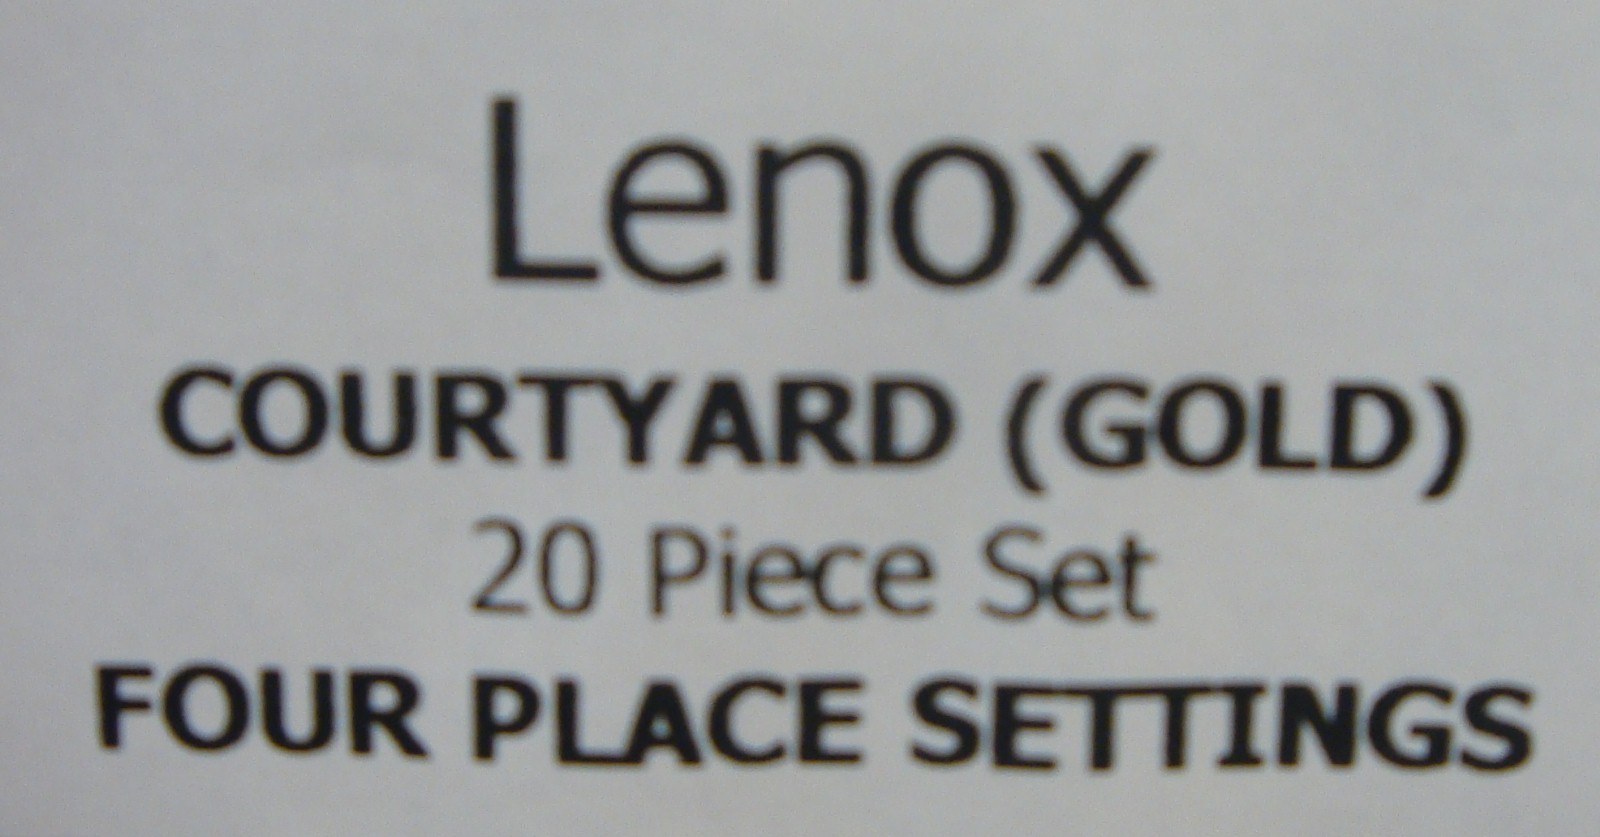 Lenox
COURTYARD (GOLD)
20 Piece Set
FOUR PLACE SETTINGS